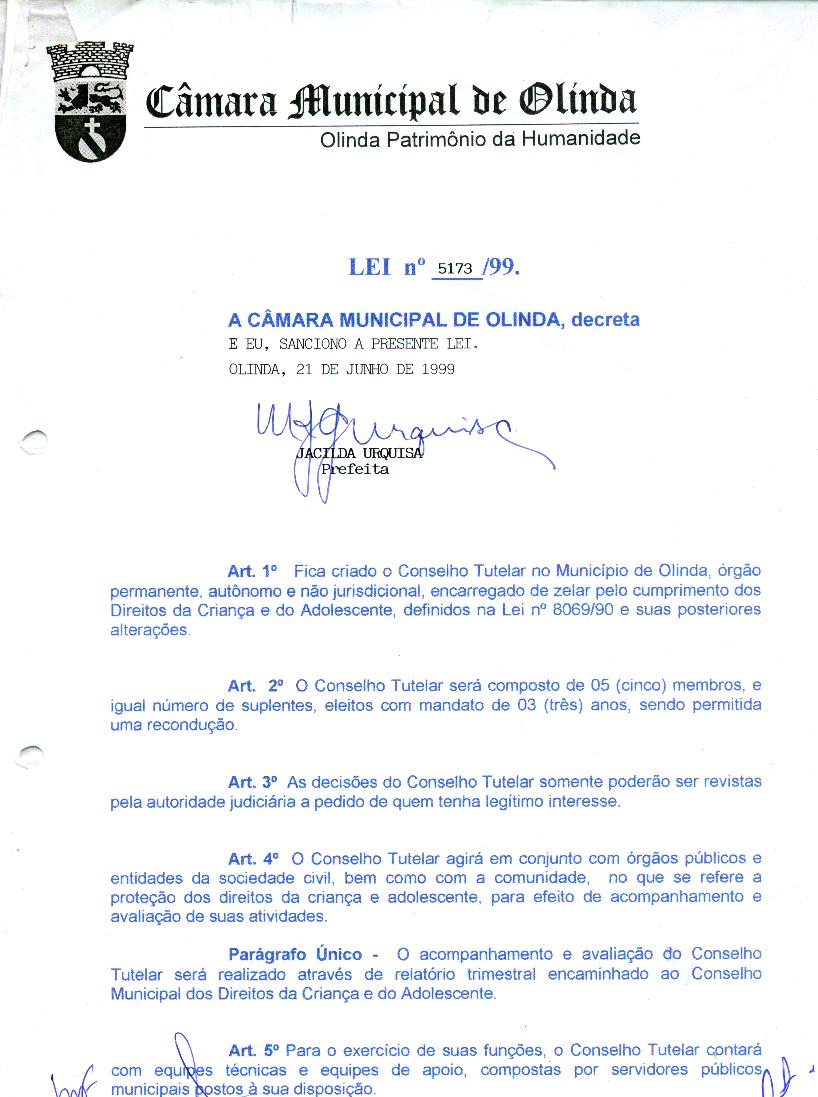 Câmara Municipal de Olinda
Olinda Patrimônio da Humanidade
LEI nº 5173 /99.
A CÂMARA MUNICIPAL DE OLINDA, decreta
E EU, SANCIONO A PRESENTE LEI.
OLINDA, 21 DE JUNHO DE 1999
JACILDA URQUISA
Prefeita
Art. 1º Fica criado o Conselho Tutelar no Município de Olinda, órgão
permanente, autônomo e não jurisdicional, encarregado de zelar pelo cumprimento dos
Direitos da Criança e do Adolescente, definidos na Lei nº 8069/90 e suas posteriores
alterações.
Art. 2º O Conselho Tutelar será composto de 05 (cinco) membros, e
igual número de suplentes, eleitos com mandato de 03 (três) anos, sendo permitida
uma recondução.
Art. 3º As decisões do Conselho Tutelar somente poderão ser revistas
pela autoridade judiciária a pedido de quem tenha legítimo interesse.
Art. 4º O Conselho Tutelar agirá em conjunto com órgãos públicos e
entidades da sociedade civil, bem como com a comunidade, no que se refere a
proteção dos direitos da criança e adolescente, para efeito de acompanhamento e
avaliação de suas atividades.
Parágrafo Único - O acompanhamento e avaliação do Conselho
Tutelar será realizado através de relatório trimestral encaminhado ao Conselho
Municipal dos Direitos da Criança e do Adolescente.
Art. 5º Para o exercício de suas funções, o Conselho Tutelar contará
com equipes técnicas e equipes de apoio, compostas por servidores públicos
municipais postos à sua disposição.